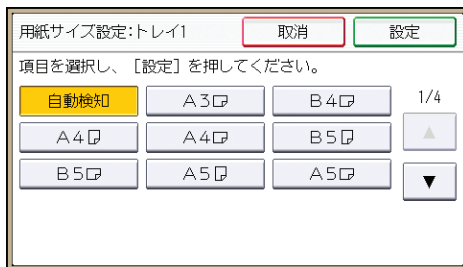 用紙サイズ設定:トレイ1 取消 設定
項目を選択し、[設定]を押してください。
自動検知 A3 B4 1/4
A4 A4 B5
B5 A5 A5